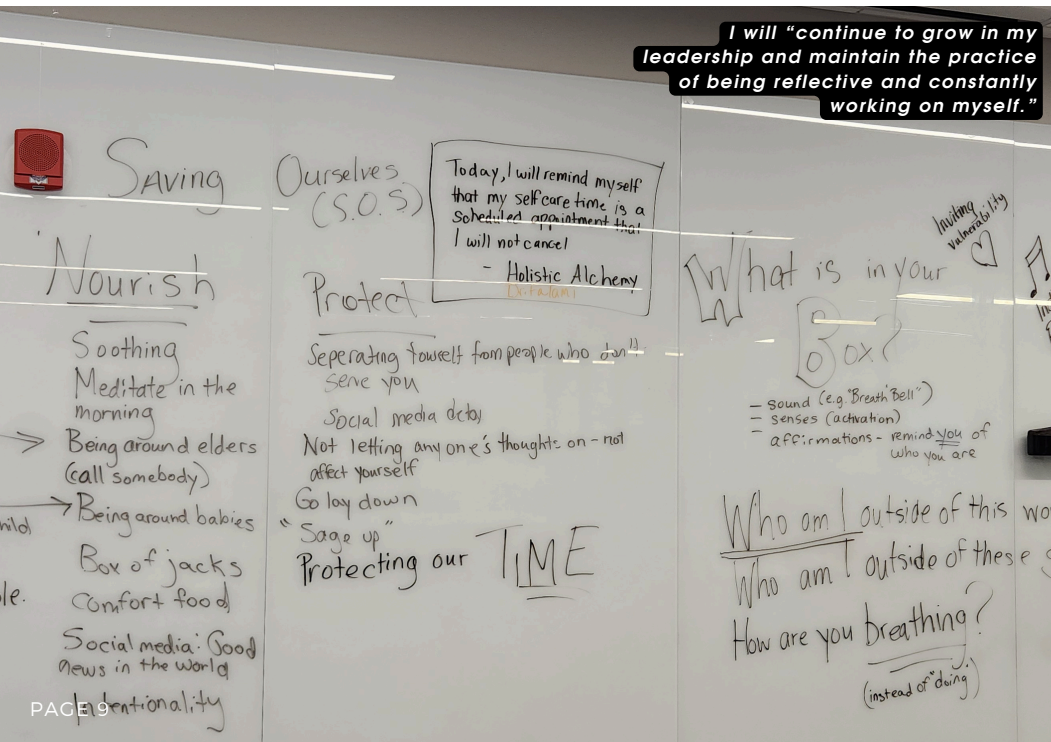 I will “continue to grow in my
leadership and maintain the practice
of being reflective and constantly
working on myself.”
SAVING
Ourselves
(S.O.S)
Today, I will remind myself
that my selfcare time is a
scheduled appointment that
I will not cancel
- Holistic Alchemy
Nourish
Soothing
Meditate in the
morning
Being around elders
(call somebody)
Being around babies
Box of jacks
Comfort food
Social media: Good
news in the world
Intentionality
Protect
Seperating from people who don't
serve you
Social media detox
Not letting anyone's thoughts on - not
affect yourself
Go lay down
"Sage up"
Protecting our TIME
Inviting
vulnerability
What is in your
Box?
- sound (e.g. "Breath Bell")
- senses (activation)
- affirmations - remind you of
who you are
Who am I outside of this
Who am I outside of these
How are you breathing?
(instead of "doing")
PAGE 9